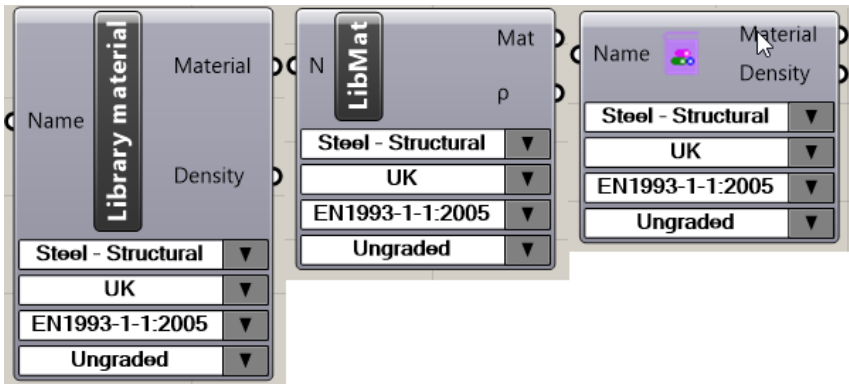 Library material
Name
Material
Density
Steel - Structural
UK
EN1993-1-1:2005
Ungraded
LibMat
N
Mat
ρ
Steel - Structural
UK
EN1993-1-1:2005
Ungraded
Name
Material
Density
Steel - Structural
UK
EN1993-1-1:2005
Ungraded